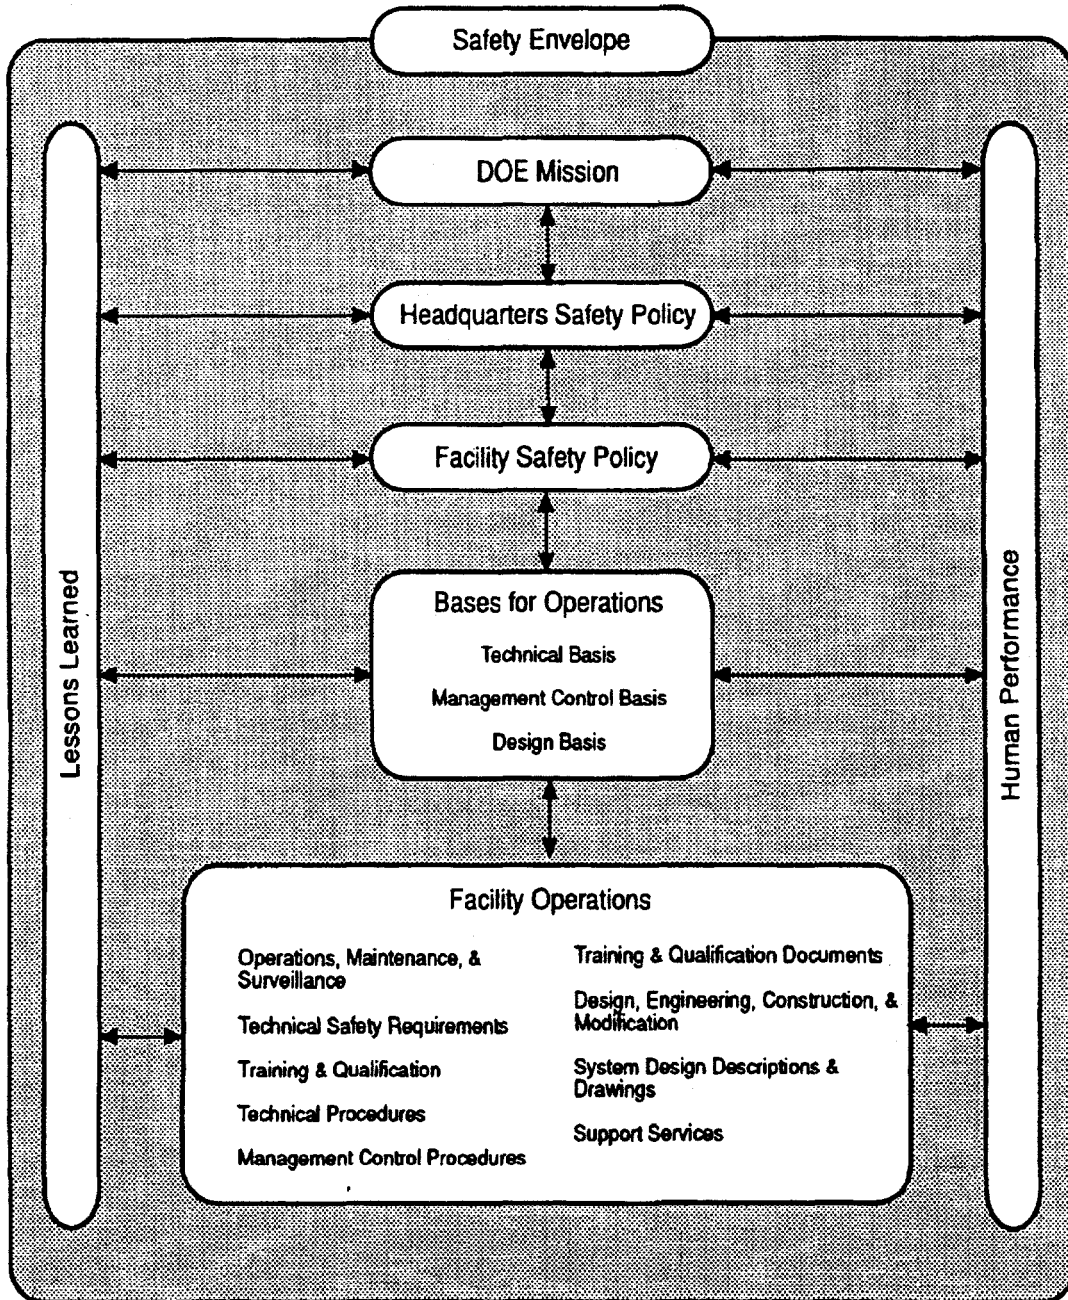 Safety Envelope
DOE Mission
Headquarters Safety Policy
Facility Safety Policy
Lessons Learned
Human Performance
Bases for Operations
Technical Basis
Management Control Basis
Design Basis
Facility Operations
Operations, Maintenance, &
Surveillance
Technical Safety Requirements
Training & Qualification
Technical Procedures
Management Control Procedures
Training & Qualification Documents
Design, Engineering, Construction, &
Modification
System Design Descriptions &
Drawings
Support Services